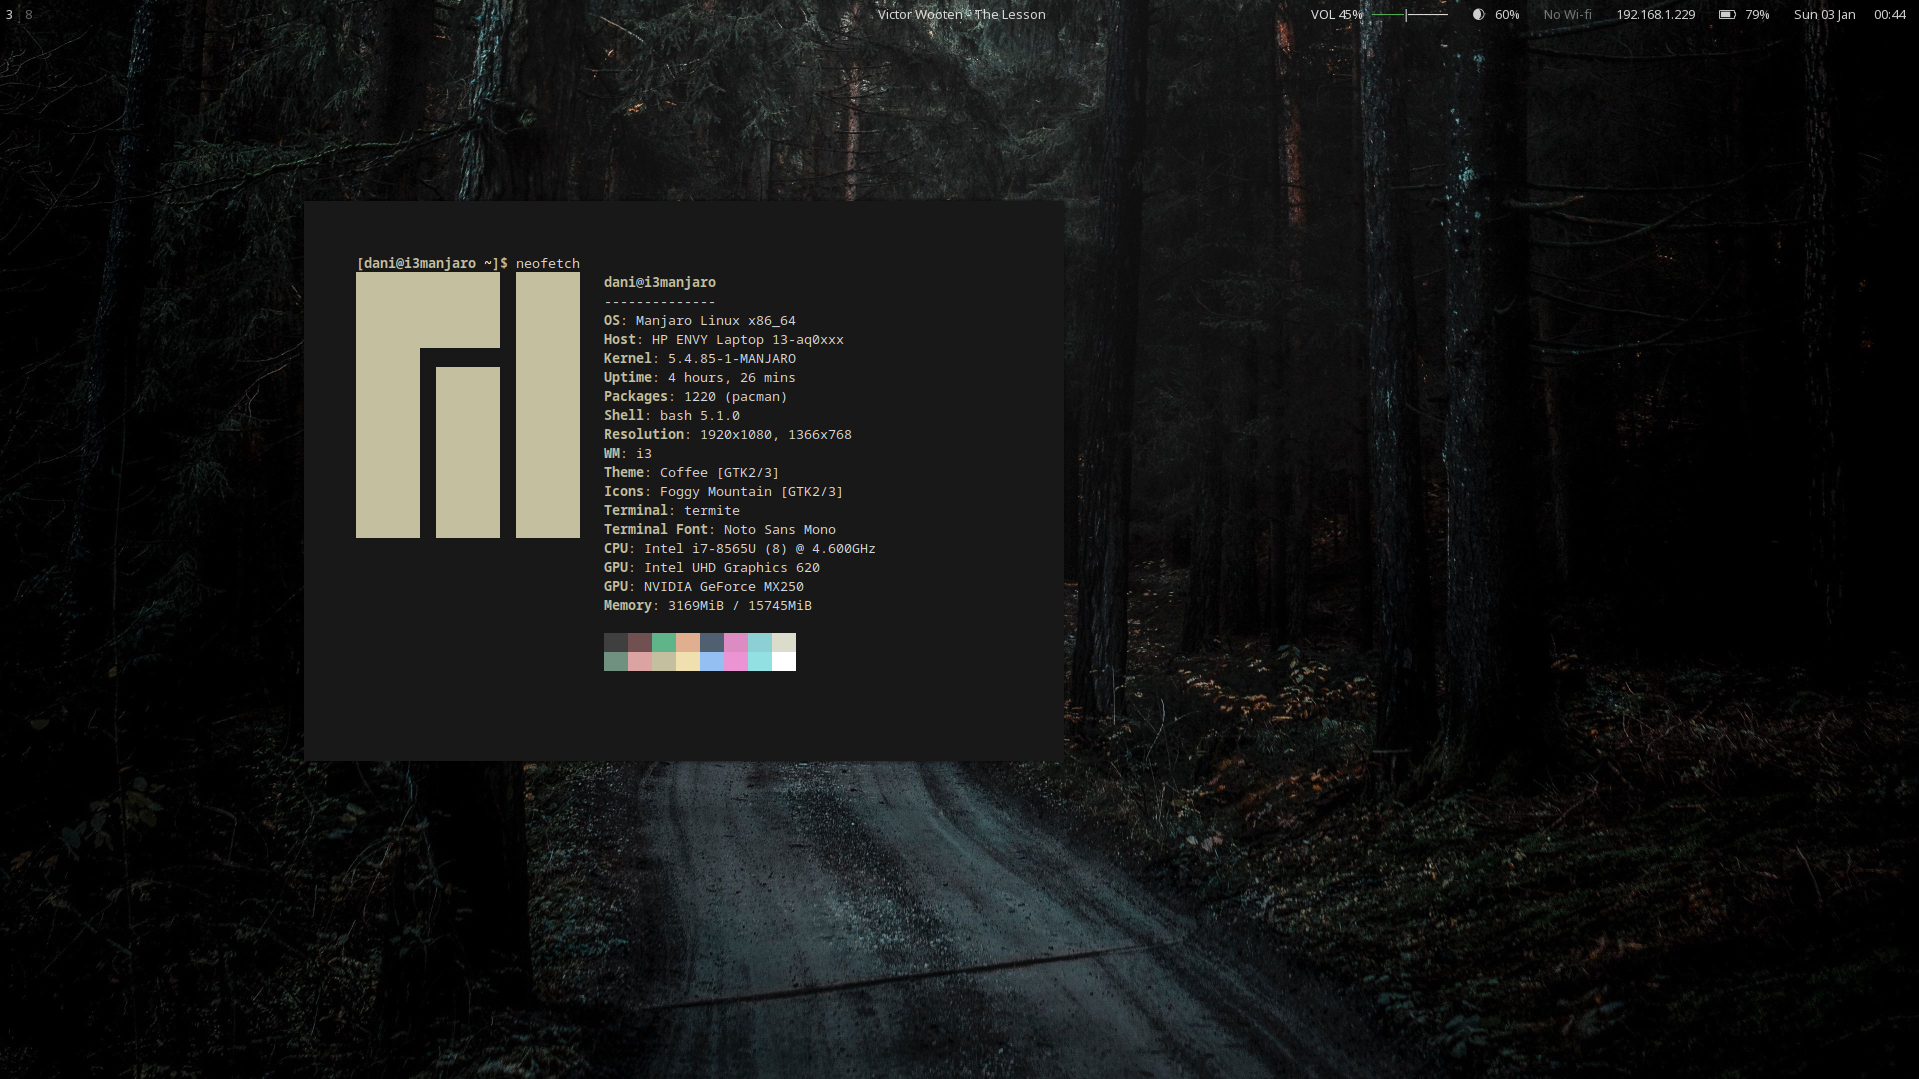 3 8 Victor Wooten - The Lesson VOL 45% 60% No Wi-fi 192.168.1.229 79% Sun 03 Jan 00:44
[dani@i3manjaro ~]$ neofetch
dani@i3manjaro
--------------
OS: Manjaro Linux x86_64
Host: HP ENVY Laptop 13-aq0xxx
Kernel: 5.4.85-1-MANJARO
Uptime: 4 hours, 26 mins
Packages: 1220 (pacman)
Shell: bash 5.1.0
Resolution: 1920x1080, 1366x768
WM: i3
Theme: Coffee [GTK2/3]
Icons: Foggy Mountain [GTK2/3]
Terminal: termite
Terminal Font: Noto Sans Mono
CPU: Intel i7-8565U (8) @ 4.600GHz
GPU: Intel UHD Graphics 620
GPU: NVIDIA GeForce MX250
Memory: 3169MiB / 15745MiB